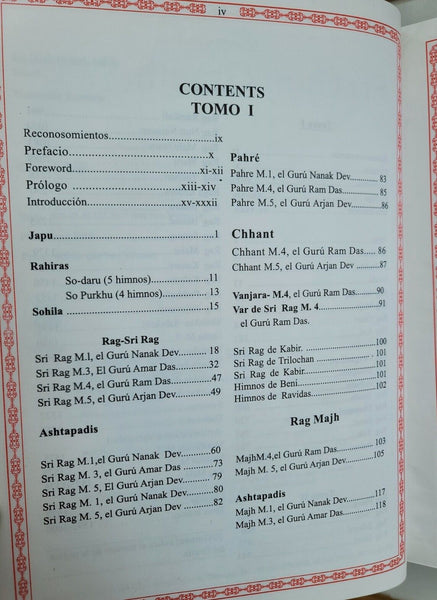 iv
CONTENTS
TOMO I
Reconosomientos..............................ix
Prefacio.......................................x
Foreword....................................xi-xii
Prólogo ..............................xiii-xiv
Introducción...........................xv-xxxii
Japu............................................1
Rahiras
So-daru (5 himnos)......................11
So Purkhu (4 himnos)................. 13
Sohila ..........................................15
Rag-Sri Rag
Sri Rag M.l, el Gurú Nanak Dev....... 18
Sri Rag M.3, El Guru Amar Das........32
Sri Rag M.4, el Gurú Ram Das..........47
Sri Rag M.5, el Gurú Arjan Dev........49
Ashtapadis
Sri Rag M.1,el Gurú Nanak Dev........60
Sri Rag M. 3, el Gurú Amar Das ......73
Sri Rag M. 5, El Gurú Arjan Dev ......79
Sri Rag M. 1, el Gurú Nanak Dev......80
Sri Rag M. 5, el Gurú Arjan Dev ......82
Pahré
Pahre M.1, el Gurú Nanak Dev........ 83
Pahre M.4, el Guru Ram Das........... 85
Pahre M.5, el Gurú Arjan Dev..........86
Chhant
Chhant M.4, el Gurú Ram Das.... 86
Chhant M.5, el Gurú Arjan Dev ......87
Vanjara- M.4, el Gurú Ram Das.......90
Var de Sri Rag M. 4...................91
el Gurú Ram Das.
Sri Rag de Kabir. ......................100
Sri Rag de Trilochan ..................101
Sri Rag de Kabir.......................101
Himnos de Beni.........................102
Himnos de Ravidas....................102
Rag Majh
MajhM.4,el Gurú Ram Das......... 103
Majh M. 5, el Gurú Arjan Dev.......105
Ashtapadis
Majh M.1, el Gurú Nanak Dev.......117
Majh M.3, el Gurú Amar Das........118